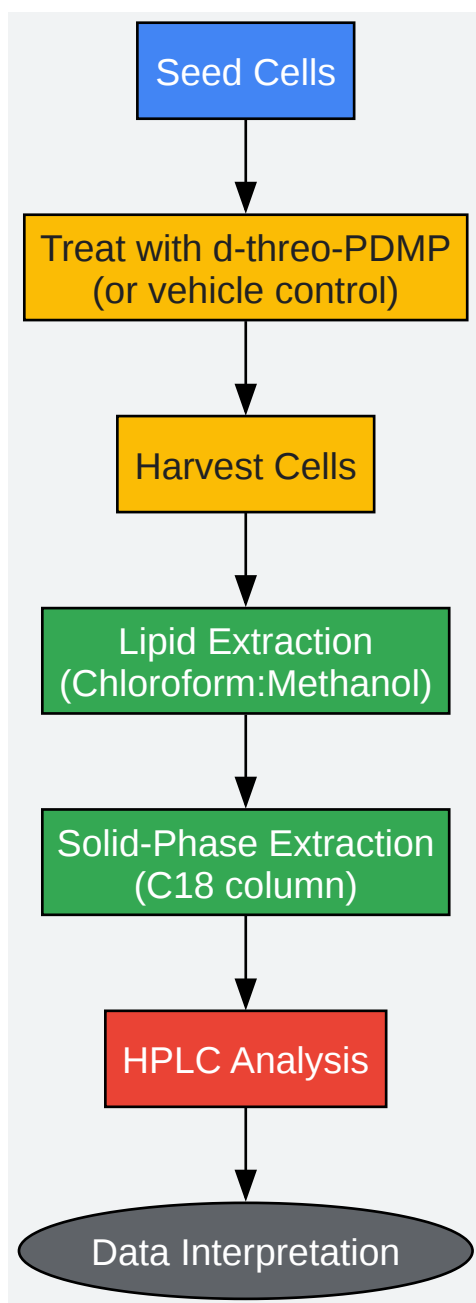 Seed Cells
Treat with d-threo-PDMP
(or vehicle control)
Harvest Cells
Lipid Extraction
(Chloroform:Methanol)
Solid-Phase Extraction
(C18 column)
HPLC Analysis
Data Interpretation